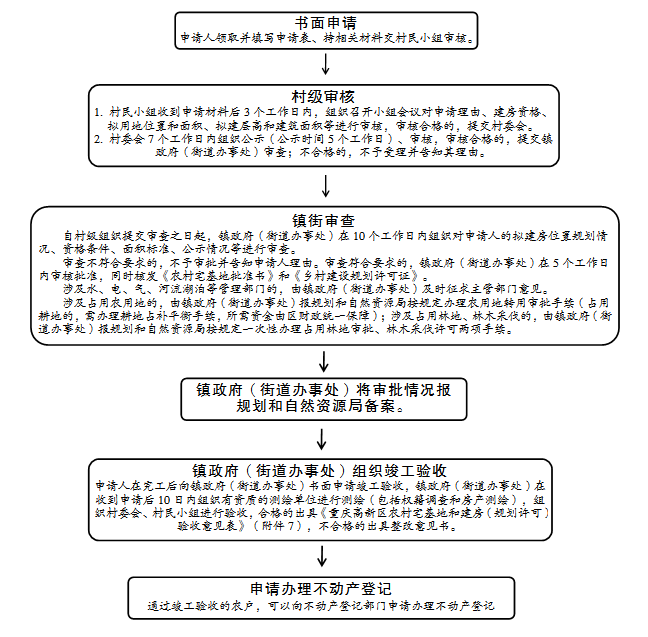 书面申请
申请人领取并填写申请表、持相关材料交村民小组审核。
村级审核
1. 村民小组收到申请材料后3个工作日内，组织召开小组会议对申请理由、建房资格、
拟用地位置和面积、拟建层高和建筑面积等进行审核，审核合格的，提交村委会。
2. 村委会7个工作日内组织公示（公示时间5个工作日）、审核，审核合格的，提交镇
政府（街道办事处）审查；不合格的，不予受理并告知其理由。
镇街审查
自村级组织提交审查之日起，镇政府（街道办事处）在10个工作日内组织对申请人的拟建房位置规划情
况、资格条件、面积标准、公示情况等进行审查。
审查不符合要求的，不予审批并告知申请人理由。审查符合要求的，镇政府（街道办事处）在5个工作日
内审核批准，同时核发《农村宅基地批准书》和《乡村建设规划许可证》。
涉及水、电、气、河流湖泊等管理部门的，由镇政府（街道办事处）及时征求主管部门意见。
涉及占用农用地的，由镇政府（街道办事处）报规划和自然资源局按规定办理农用地转用审批手续（占用
耕地的，需办理耕地占补平衡手续，所需资金由区财政统一保障）；涉及占用林地、林木采伐的，由镇政府（街
道办事处）报规划和自然资源局按规定一次性办理占用林地审批、林木采伐许可两项手续。
镇政府（街道办事处）将审批情况报
规划和自然资源局备案。
镇政府（街道办事处）组织竣工验收
申请人在完工后向镇政府（街道办事处）书面申请竣工验收，镇政府（街道办事处）在
收到申请后10日内组织有资质的测绘单位进行测绘（包括权籍调查和房产测绘），组
织村委会、村民小组进行验收，合格的出具《重庆高新区农村宅基地和建房（规划许可）
验收意见表》（附件7），不合格的出具整改意见书。
申请办理不动产登记
通过竣工验收的农户，可以向不动产登记部门申请办理不动产登记